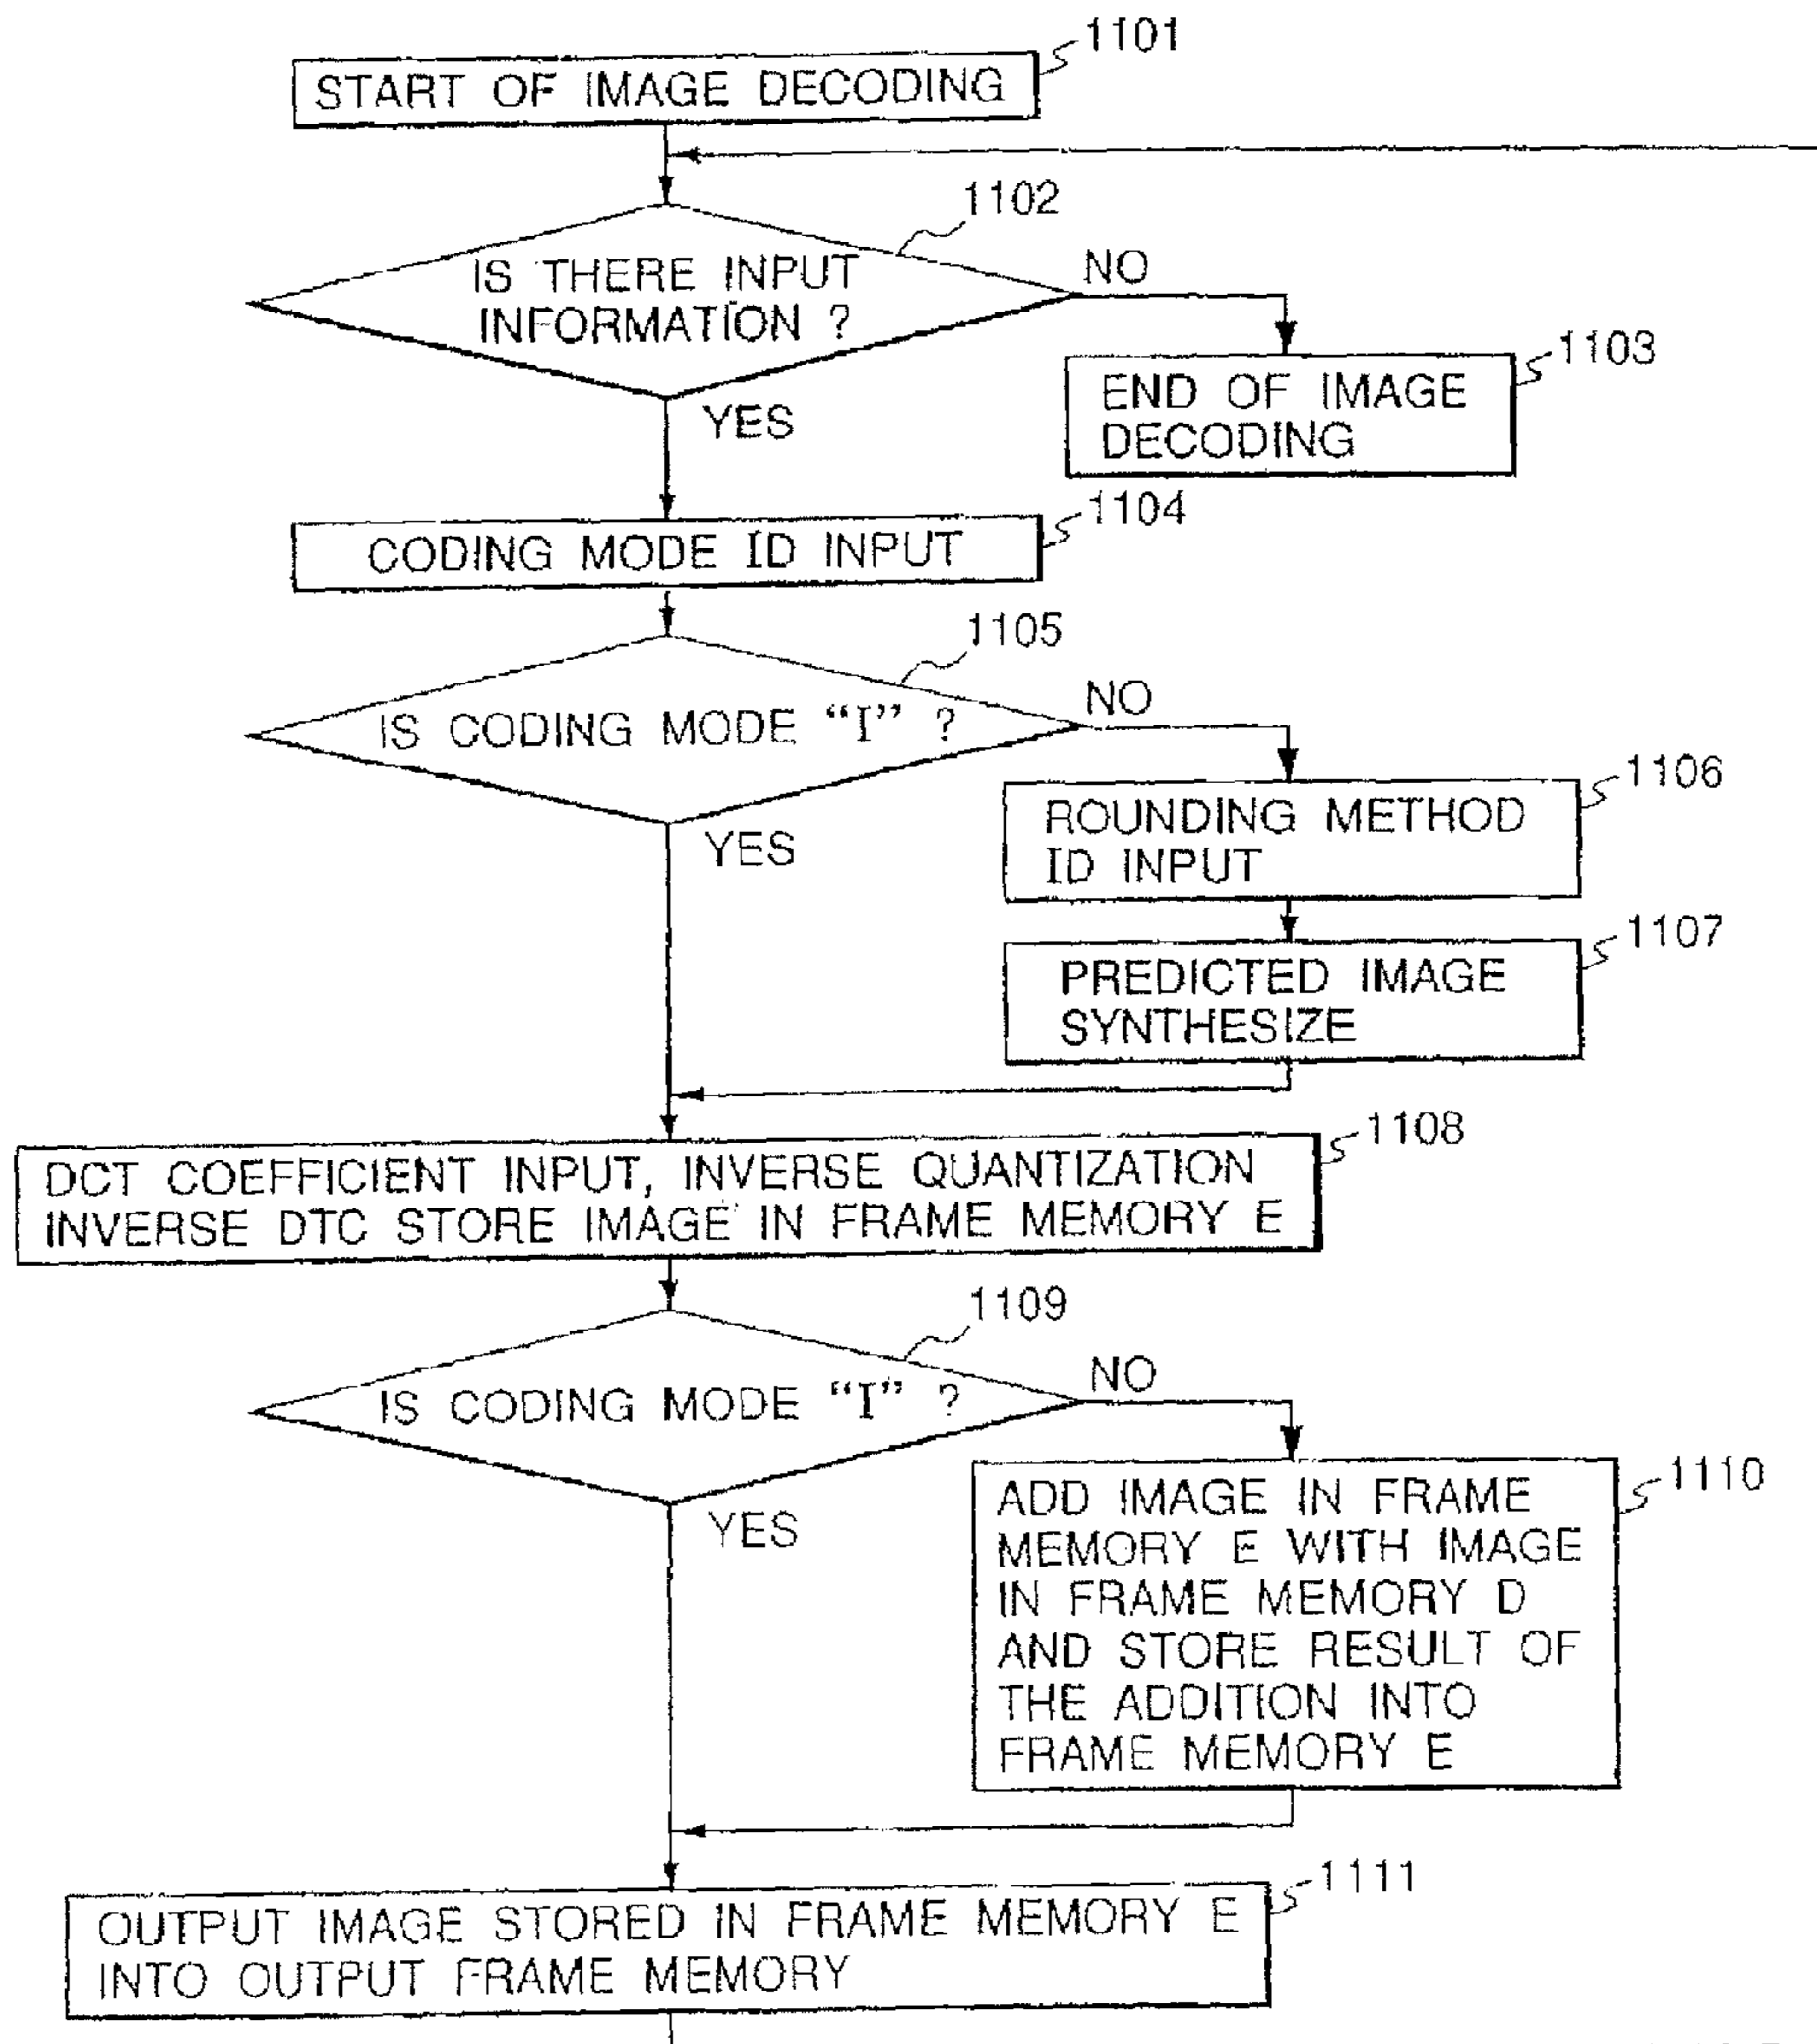 1101
START OF IMAGE DECODING
1102
IS THERE INPUT
INFORMATION ?
NO
1103
END OF IMAGE
DECODING
YES
1104
CODING MODE ID INPUT
1105
IS CODING MODE “I” ?
NO
1106
ROUNDING METHOD
ID INPUT
YES
1107
PREDICTED IMAGE
SYNTHESIZE
1108
DCT COEFFICIENT INPUT, INVERSE QUANTIZATION
INVERSE DTC STORE IMAGE IN FRAME MEMORY E
1109
IS CODING MODE “I” ?
NO
1110
ADD IMAGE IN FRAME
MEMORY E WITH IMAGE
IN FRAME MEMORY D
AND STORE RESULT OF
THE ADDITION INTO
FRAME MEMORY E
YES
1111
OUTPUT IMAGE STORED IN FRAME MEMORY E
INTO OUTPUT FRAME MEMORY